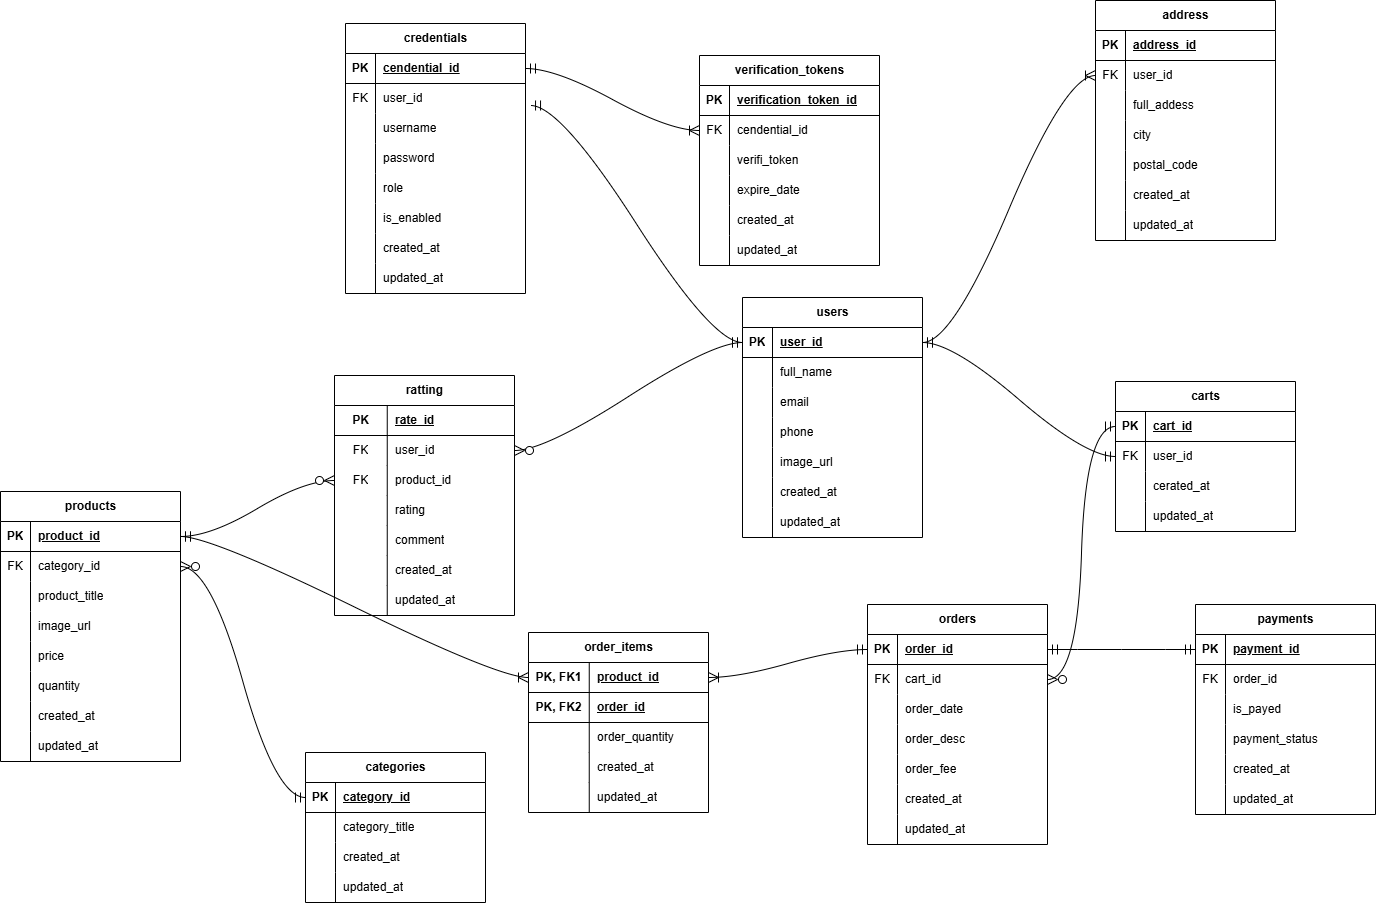 credentials
PK cendential_id
FK user_id
username
password
role
is_enabled
created_at
updated_at
verification_tokens
PK verification_token_id
FK cendential_id
verifi_token
expire_date
created_at
updated_at
address
PK address_id
FK user_id
full_addess
city
postal_code
created_at
updated_at
users
PK user_id
full_name
email
phone
image_url
created_at
updated_at
ratting
PK rate_id
FK user_id
FK product_id
rating
comment
created_at
updated_at
carts
PK cart_id
FK user_id
cerated_at
updated_at
products
PK product_id
FK category_id
product_title
image_url
price
quantity
created_at
updated_at
order_items
PK, FK1 product_id
PK, FK2 order_id
order_quantity
created_at
updated_at
orders
PK order_id
FK cart_id
order_date
order_desc
order_fee
created_at
updated_at
payments
PK payment_id
FK order_id
is_payed
payment_status
created_at
updated_at
categories
PK category_id
category_title
created_at
updated_at